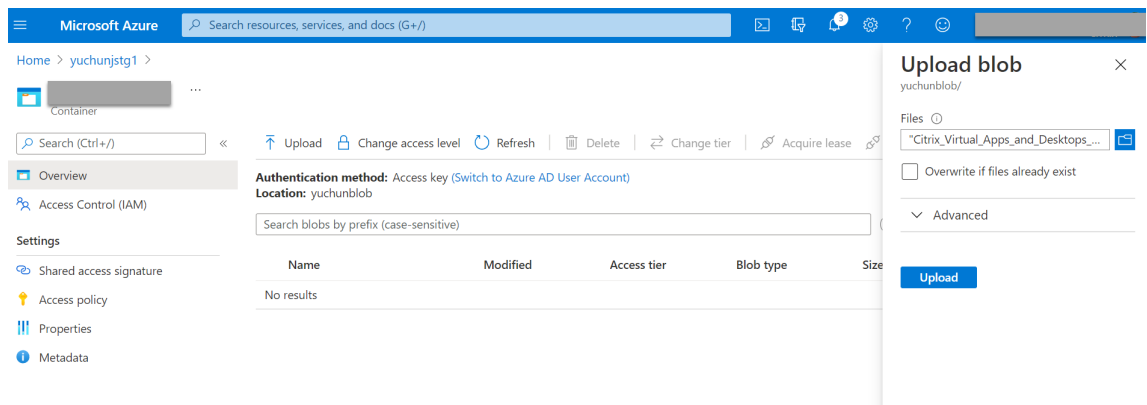 Microsoft Azure
Search resources, services, and docs (G+/)
3
Home > yuchunjstg1 >
...
Container
Search (Ctrl+/)
«
Overview
Access Control (IAM)
Settings
Shared access signature
Access policy
Properties
Metadata
Upload Change access level Refresh Delete Change tier Acquire lease
Authentication method: Access key (Switch to Azure AD User Account)
Location: yuchunblob
Search blobs by prefix (case-sensitive)
Name Modified Access tier Blob type Size
No results
Upload blob
yuchunblob/
Files
"Citrix_Virtual_Apps_and_Desktops_...
Overwrite if files already exist
Advanced
Upload